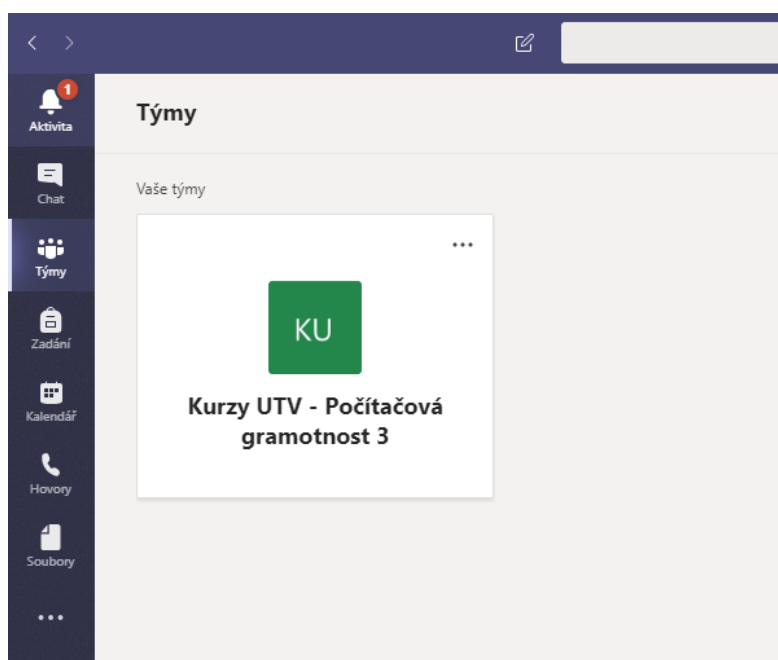 1
Aktivita
Chat
Týmy
Zadání
Kalendář
Hovory
Soubory
Týmy
Vaše týmy
KU
Kurzy UTV - Počítačová
gramotnost 3